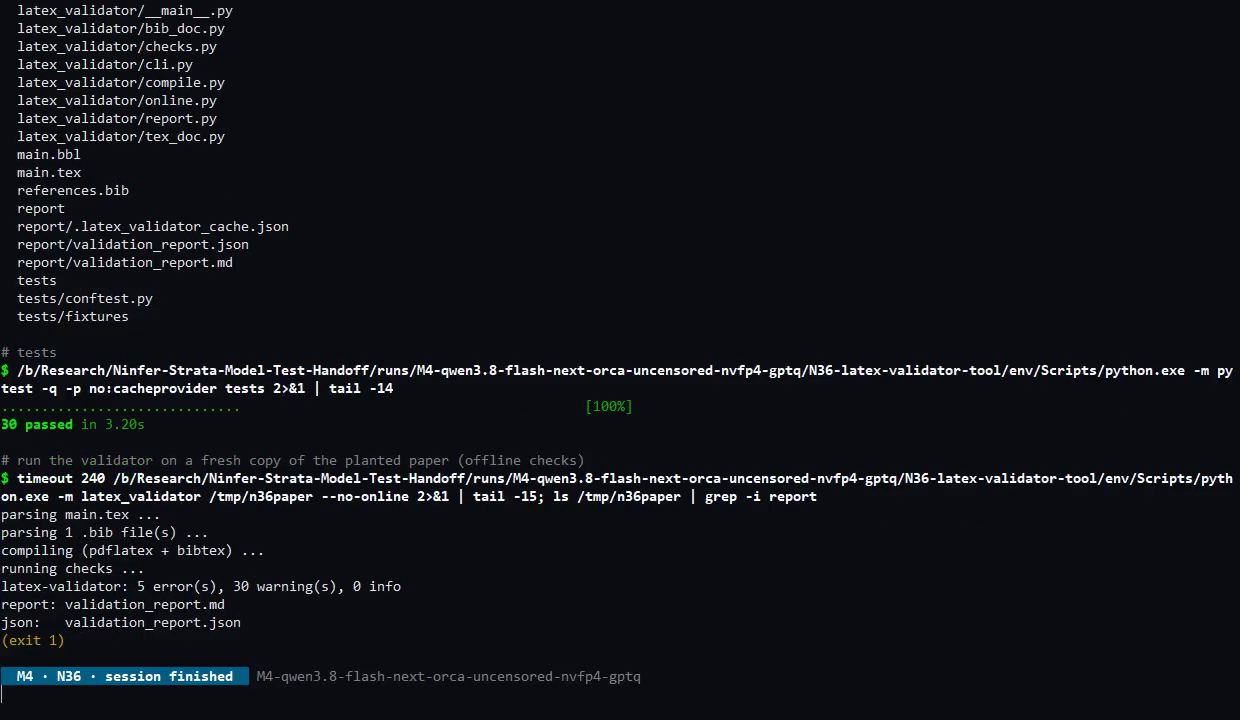 latex_validator/__main__.py
latex_validator/bib_doc.py
latex_validator/checks.py
latex_validator/cli.py
latex_validator/compile.py
latex_validator/online.py
latex_validator/report.py
latex_validator/tex_doc.py
main.bbl
main.tex
references.bib
report
report/.latex_validator_cache.json
report/validation_report.json
report/validation_report.md
tests
tests/conftest.py
tests/fixtures
# tests
$ /b/Research/Ninfer-Strata-Model-Test-Handoff/runs/M4-qwen3.8-flash-next-orca-uncensored-nvfp4-gptq/N36-latex-validator-tool/env/Scripts/python.exe -m py
test -q -p no:cacheprovider tests 2>&1 | tail -14
.............................. [100%]
30 passed in 3.20s
# run the validator on a fresh copy of the planted paper (offline checks)
$ timeout 240 /b/Research/Ninfer-Strata-Model-Test-Handoff/runs/M4-qwen3.8-flash-next-orca-uncensored-nvfp4-gptq/N36-latex-validator-tool/env/Scripts/pyth
on.exe -m latex_validator /tmp/n36paper --no-online 2>&1 | tail -15; ls /tmp/n36paper | grep -i report
parsing main.tex ...
parsing 1 .bib file(s) ...
compiling (pdflatex + bibtex) ...
running checks ...
latex-validator: 5 error(s), 30 warning(s), 0 info
report: validation_report.md
json:   validation_report.json
(exit 1)
M4 · N36 · session finished M4-qwen3.8-flash-next-orca-uncensored-nvfp4-gptq